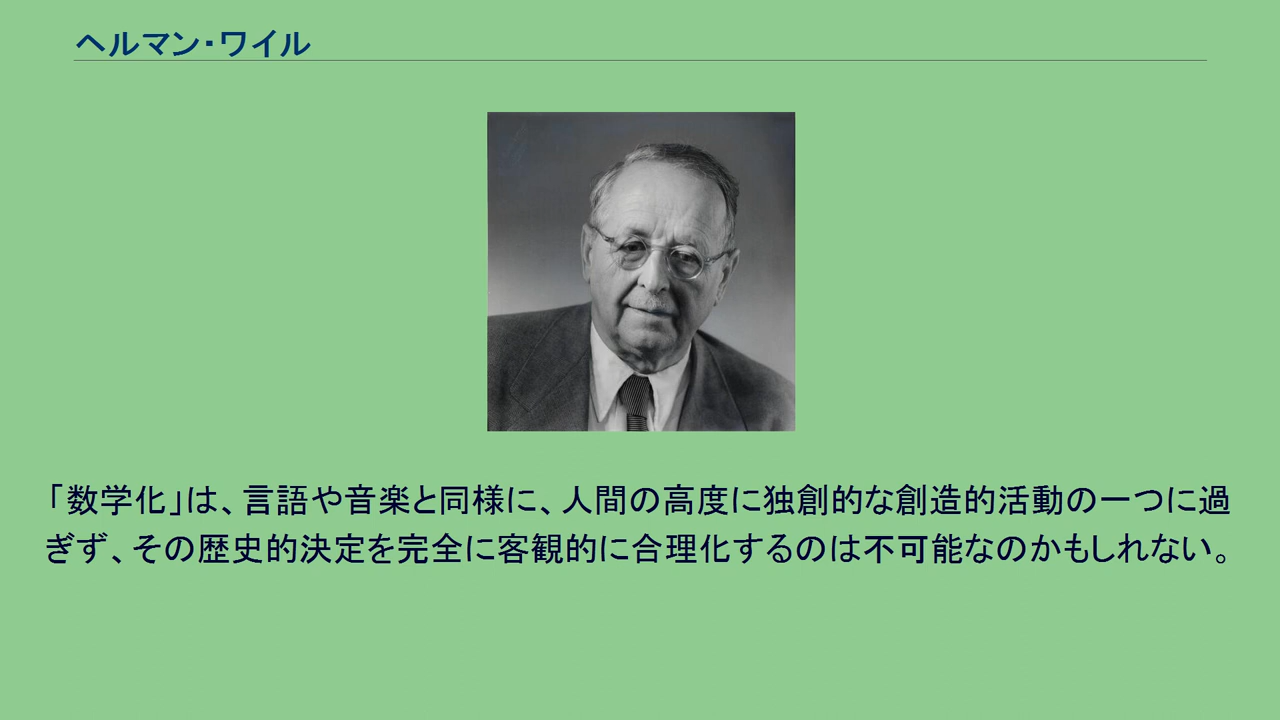 ヘルマン・ワイル
「数学化」は、言語や音楽と同様に、人間の高度に独創的な創造的活動の一つに過
ぎず、その歴史的決定を完全に客観的に合理化するのは不可能なのかもしれない。